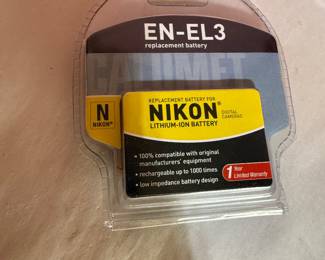 EN-EL3
replacement battery
CALUMET
N
NIKON®
REPLACEMENT BATTERY FOR
NIKON®
DIGITAL
CAMERAS
LITHIUM-ION BATTERY
• 100% compatible with original
manufacturers' equipment
• rechargeable up to 1000 times
• low impedance battery design
1 Year
Limited Warranty